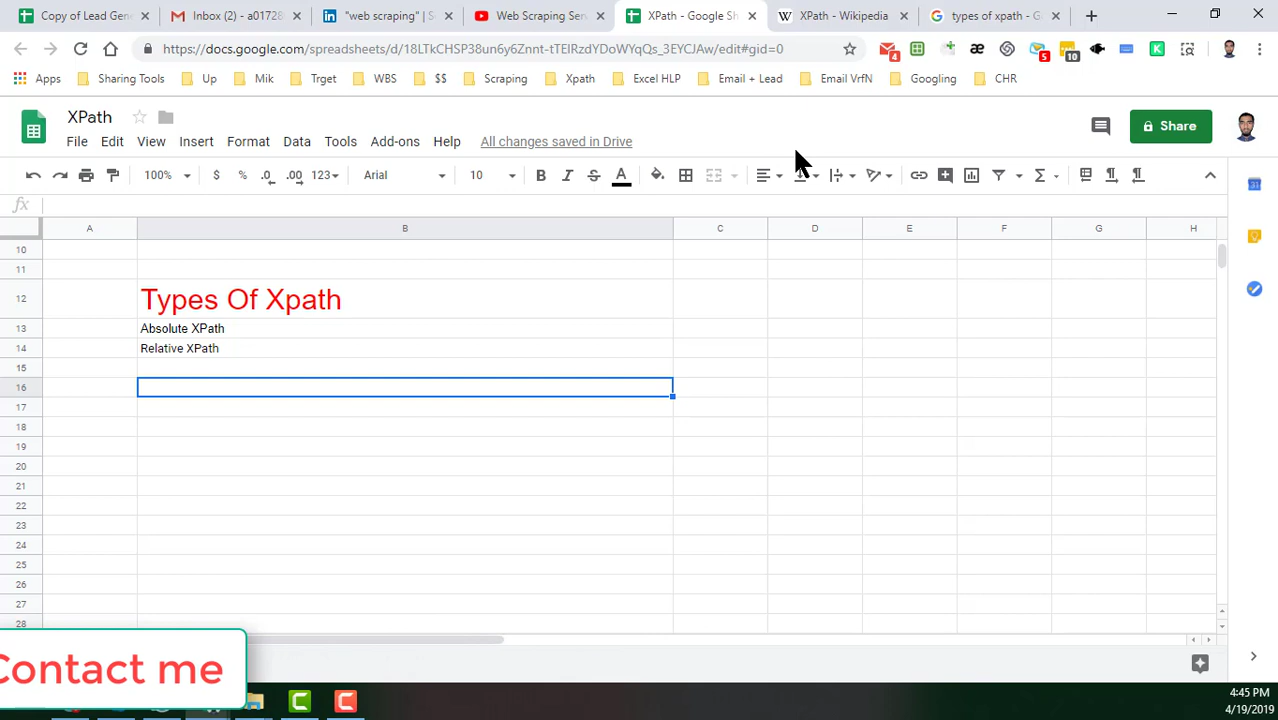 Copy of Lead Gen
Inbox (2) - a01728
"web scraping" | S
Web Scraping Ser
XPath - Google Sh
XPath - Wikipedia
types of xpath - G
https://docs.google.com/spreadsheets/d/18LTkCHSP38un6y6Znnt-tTEIRzdYDoWYqQs_3EYCJAw/edit#gid=0
4
5
10
Apps
Sharing Tools
Up
Mik
Trget
WBS
$$
Scraping
Xpath
Excel HLP
Email + Lead
Email VrfN
Googling
CHR
XPath
File Edit View Insert Format Data Tools Add-ons Help All changes saved in Drive
Share
100% $ % .0 .00 123 Arial 10 B I S A
fx
A B C D E F G H
10
11
12 Types Of Xpath
13 Absolute XPath
14 Relative XPath
15
16
17
18
19
20
21
22
23
24
25
26
27
28
Contact me
4:45 PM
4/19/2019